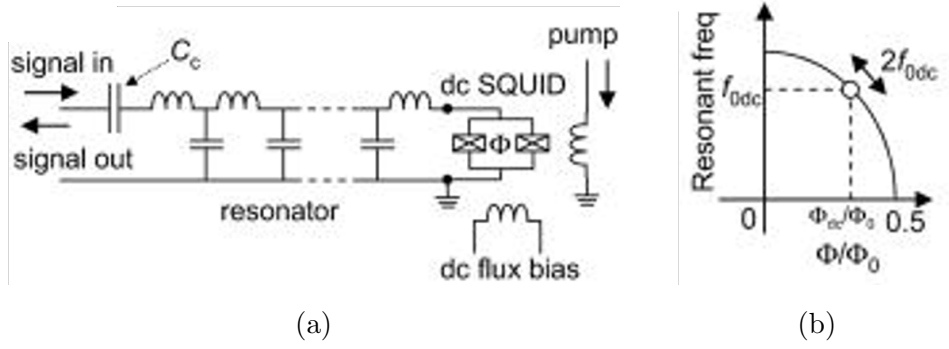 signal in
C_c
signal out
resonator
dc SQUID
Φ
pump
dc flux bias
(a)
Resonant freq
f_0dc
2f_0dc
0
Φ_dc/Φ_0
0.5
Φ/Φ_0
(b)